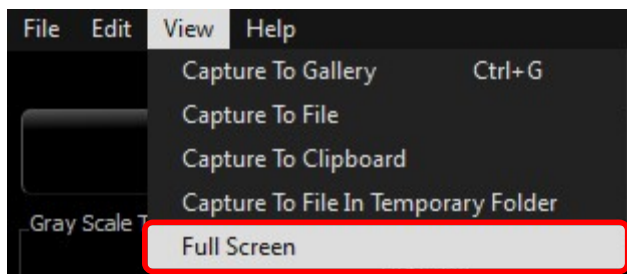 File Edit View Help
Capture To Gallery Ctrl+G
Capture To File
Capture To Clipboard
Capture To File In Temporary Folder
Gray Scale T
Full Screen